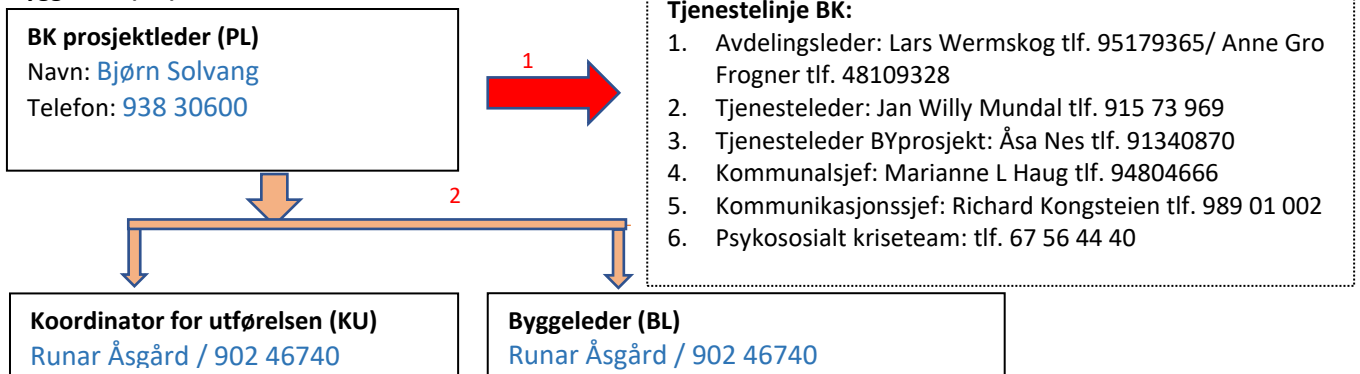 BK prosjektleder (PL)
Navn: Bjørn Solvang
Telefon: 938 30600
1
Tjenestelinje BK:
1. Avdelingsleder: Lars Wermskog tlf. 95179365/ Anne Gro
Frogner tlf. 48109328
2. Tjenesteleder: Jan Willy Mundal tlf. 915 73 969
3. Tjenesteleder BYprosjekt: Åsa Nes tlf. 91340870
4. Kommunalsjef: Marianne L Haug tlf. 94804666
5. Kommunikasjonssjef: Richard Kongsteien tlf. 989 01 002
6. Psykososialt kriseteam: tlf. 67 56 44 40
2
Koordinator for utførelsen (KU)
Runar Åsgård / 902 46740
Byggeleder (BL)
Runar Åsgård / 902 46740